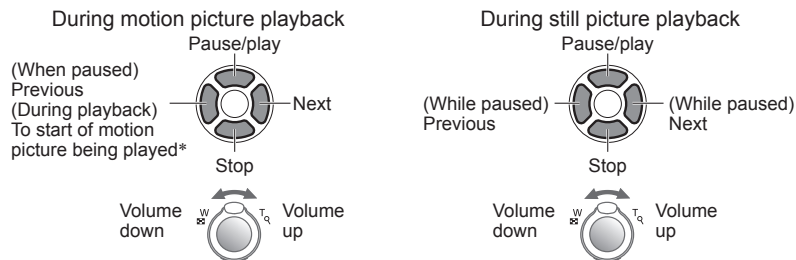 During motion picture playback
Pause/play
(When paused)
Previous
(During playback)
To start of motion
picture being played*
Next
Stop
Volume
down
W
T
Volume
up
During still picture playback
Pause/play
(While paused)
Previous
(While paused)
Next
Stop
Volume
down
W
T
Volume
up